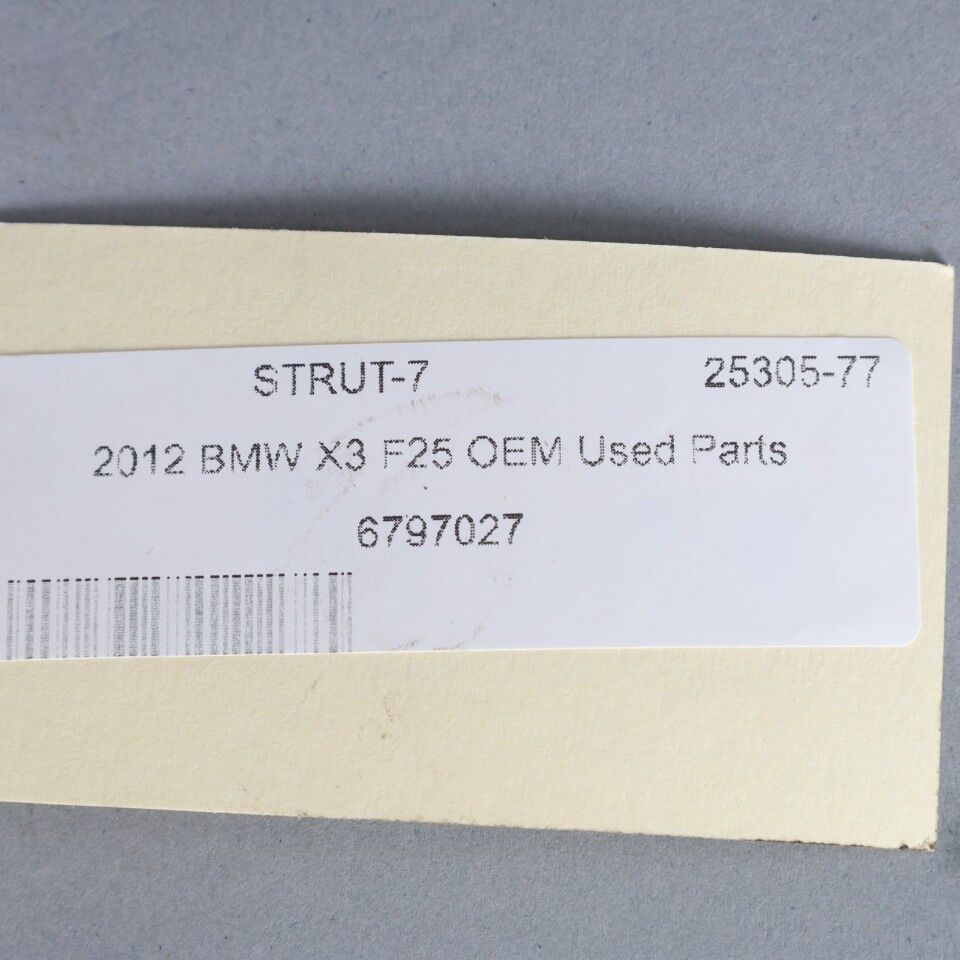 STRUT-7 25305-77
2012 BMW X3 F25 OEM Used Parts
6797027